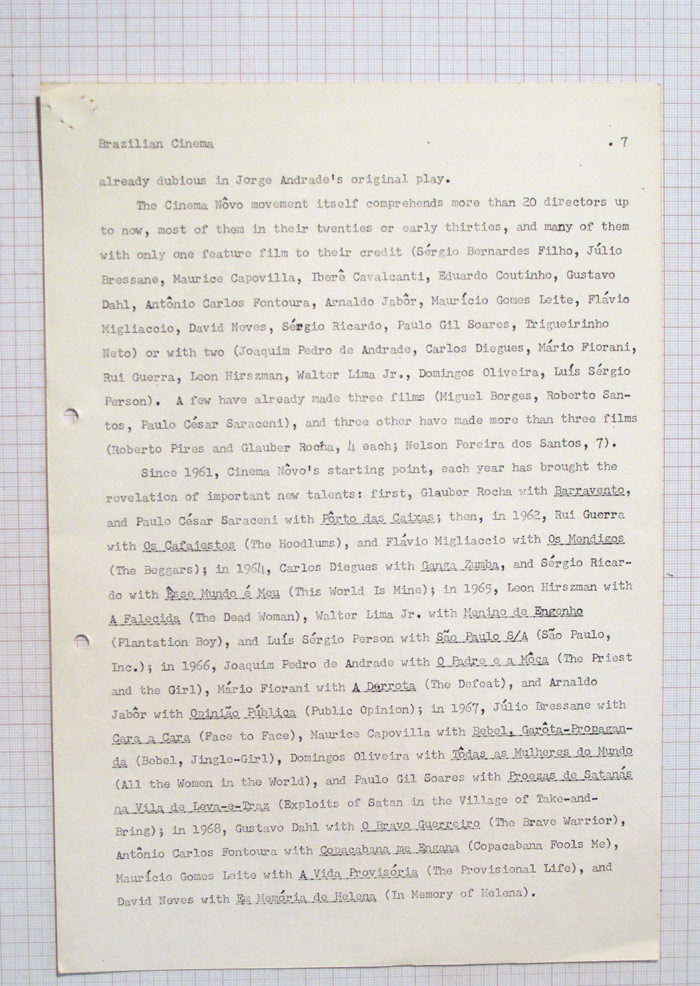 Brazilian Cinema . 7
already dubious in Jorge Andrade's original play.
The Cinema Nôvo movement itself comprehends more than 20 directors up
to now, most of them in their twenties or early thirties, and many of them
with only one feature film to their credit (Sérgio Bernardes Filho, Júlio
Bressane, Maurice Capovilla, Iberê Cavalcanti, Eduardo Coutinho, Gustavo
Dahl, Antônio Carlos Fontoura, Arnaldo Jabôr, Maurício Gomes Leite, Flávio
Migliaccio, David Neves, Sérgio Ricardo, Paulo Gil Soares, Trigueirinho
Neto) or with two (Joaquim Pedro de Andrade, Carlos Diegues, Mário Fiorani,
Rui Guerra, Leon Hirszman, Walter Lima Jr., Domingos Oliveira, Luís Sérgio
Person). A few have already made three films (Miguel Borges, Roberto San-
tos, Paulo César Saraceni), and three other have made more than three films
(Roberto Pires and Glauber Rocha, 4 each; Nelson Pereira dos Santos, 7).
Since 1961, Cinema Nôvo's starting point, each year has brought the
revelation of important new talents: first, Glauber Rocha with Barravento,
and Paulo César Saraceni with Pôrto das Caixas; then, in 1962, Rui Guerra
with Os Cafajestes (The Hoodlums), and Flávio Migliaccio with Os Mendigos
(The Beggars); in 1964, Carlos Diegues with Ganga Zumba, and Sérgio Ricar-
do with Êsse Mundo é Meu (This World Is Mine); in 1965, Leon Hirszman with
A Falecida (The Dead Woman), Walter Lima Jr. with Menino de Engenho
(Plantation Boy), and Luís Sérgio Person with São Paulo S/A (São Paulo,
Inc.); in 1966, Joaquim Pedro de Andrade with O Padre e a Môça (The Priest
and the Girl), Mário Fiorani with A Derrota (The Defeat), and Arnaldo
Jabôr with Opinião Pública (Public Opinion); in 1967, Júlio Bressane with
Cara a Cara (Face to Face), Maurice Capovilla with Bebel, Garôta-Propagan-
da (Bebel, Jingle-Girl), Domingos Oliveira with Tôdas as Mulheres do Mundo
(All the Women in the World), and Paulo Gil Soares with Proezas de Satanás
na Vila de Leva-e-Traz (Exploits of Satan in the Village of Take-and-
Bring); in 1968, Gustavo Dahl with O Bravo Guerreiro (The Brave Warrior),
Antônio Carlos Fontoura with Copacabana me Engana (Copacabana Fools Me),
Maurício Gomes Leite with A Vida Provisória (The Provisional Life), and
David Neves with Em Memória de Helena (In Memory of Helena).